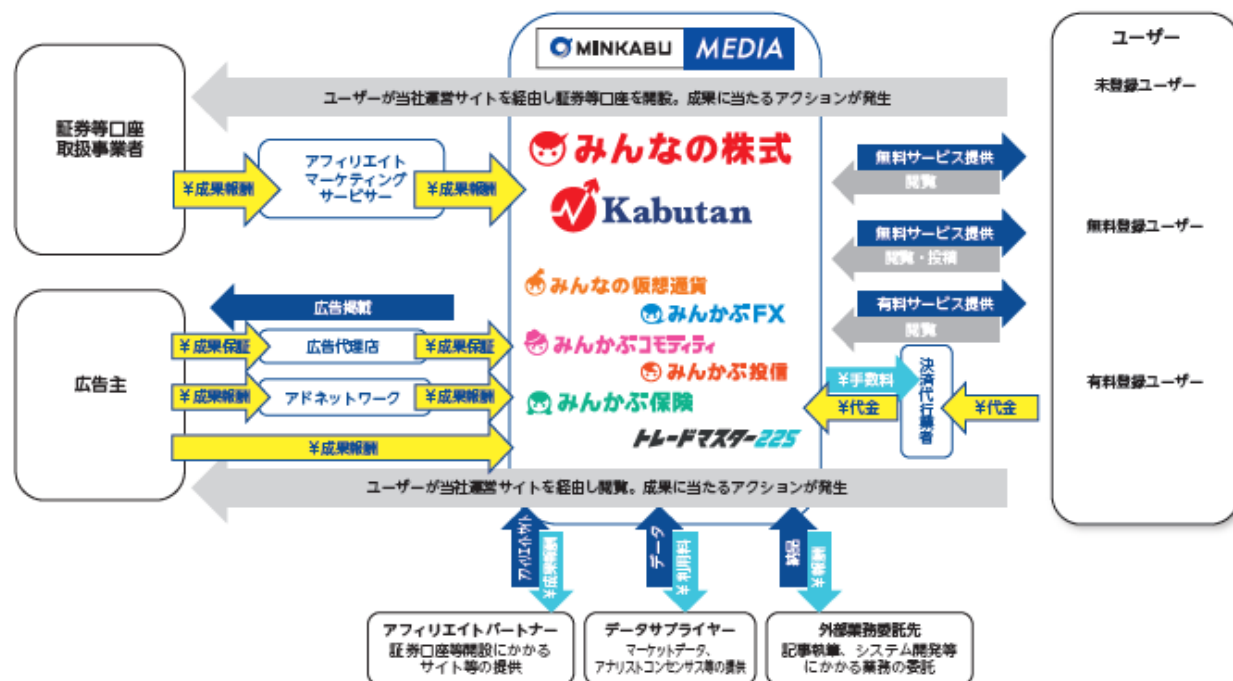 MINKABU MEDIA
ユーザー
ユーザーが当社運営サイトを経由し証券等口座を開設。成果に当たるアクションが発生
未登録ユーザー
証券等口座
取扱事業者
¥成果報酬
アフィリエイト
マーケティング
サービサー
¥成果報酬
みんなの株式
Kabutan
無料サービス提供
閲覧
無料サービス提供
閲覧・投稿
無料登録ユーザー
有料サービス提供
閲覧
みんなの仮想通貨
みんかぶFX
みんかぶコモディティ
みんかぶ投信
みんかぶ保険
トレードマスター225
広告主
広告掲載
¥成果保証
広告代理店
¥成果保証
¥成果報酬
アドネットワーク
¥成果報酬
¥成果報酬
¥手数料
¥代金
決済代行業者
¥代金
有料登録ユーザー
ユーザーが当社運営サイトを経由し閲覧。成果に当たるアクションが発生
アフィリエイトサイト
¥成果報酬
データ
¥利用料
納品
¥報酬
アフィリエイトパートナー
証券口座等開設にかかる
サイト等の提供
データサプライヤー
マーケットデータ、
アナリストコンセンサス等の提供
外部業務委託先
記事執筆、システム開発等
にかかる業務の委託